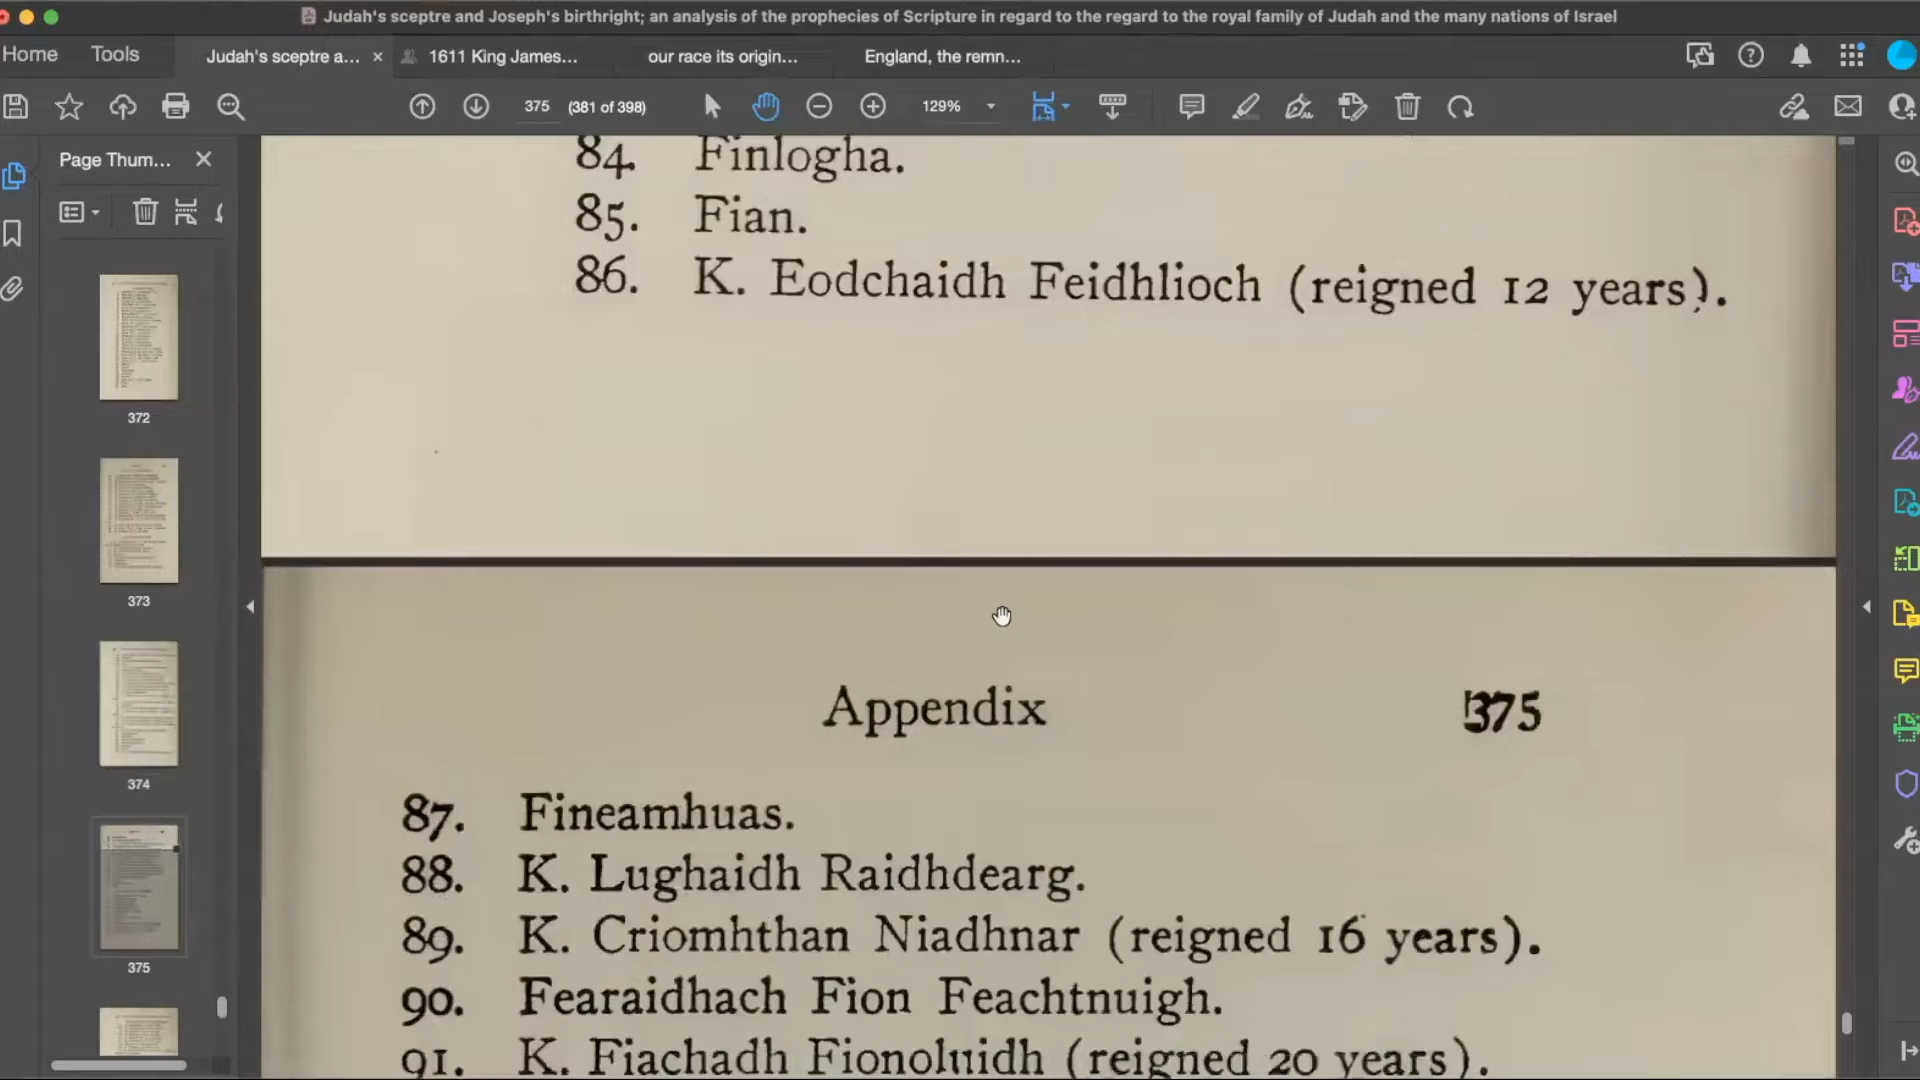 Judah's sceptre and Joseph's birthright; an analysis of the prophecies of Scripture in regard to the regard to the royal family of Judah and the many nations of Israel
Home Tools Judah's sceptre a... 1611 King James... our race its origin... England, the remn...
375 (381 of 398) 129%
Page Thum...
372
373
374
375
84. Finlogha.
85. Fian.
86. K. Eodchaidh Feidhlioch (reigned 12 years).
Appendix 375
87. Fineamhuas.
88. K. Lughaidh Raidhdearg.
89. K. Criomhthan Niadhnar (reigned 16 years).
90. Fearaidhach Fion Feachtnuigh.
91. K. Fiachadh Fionoluidh (reigned 20 years).